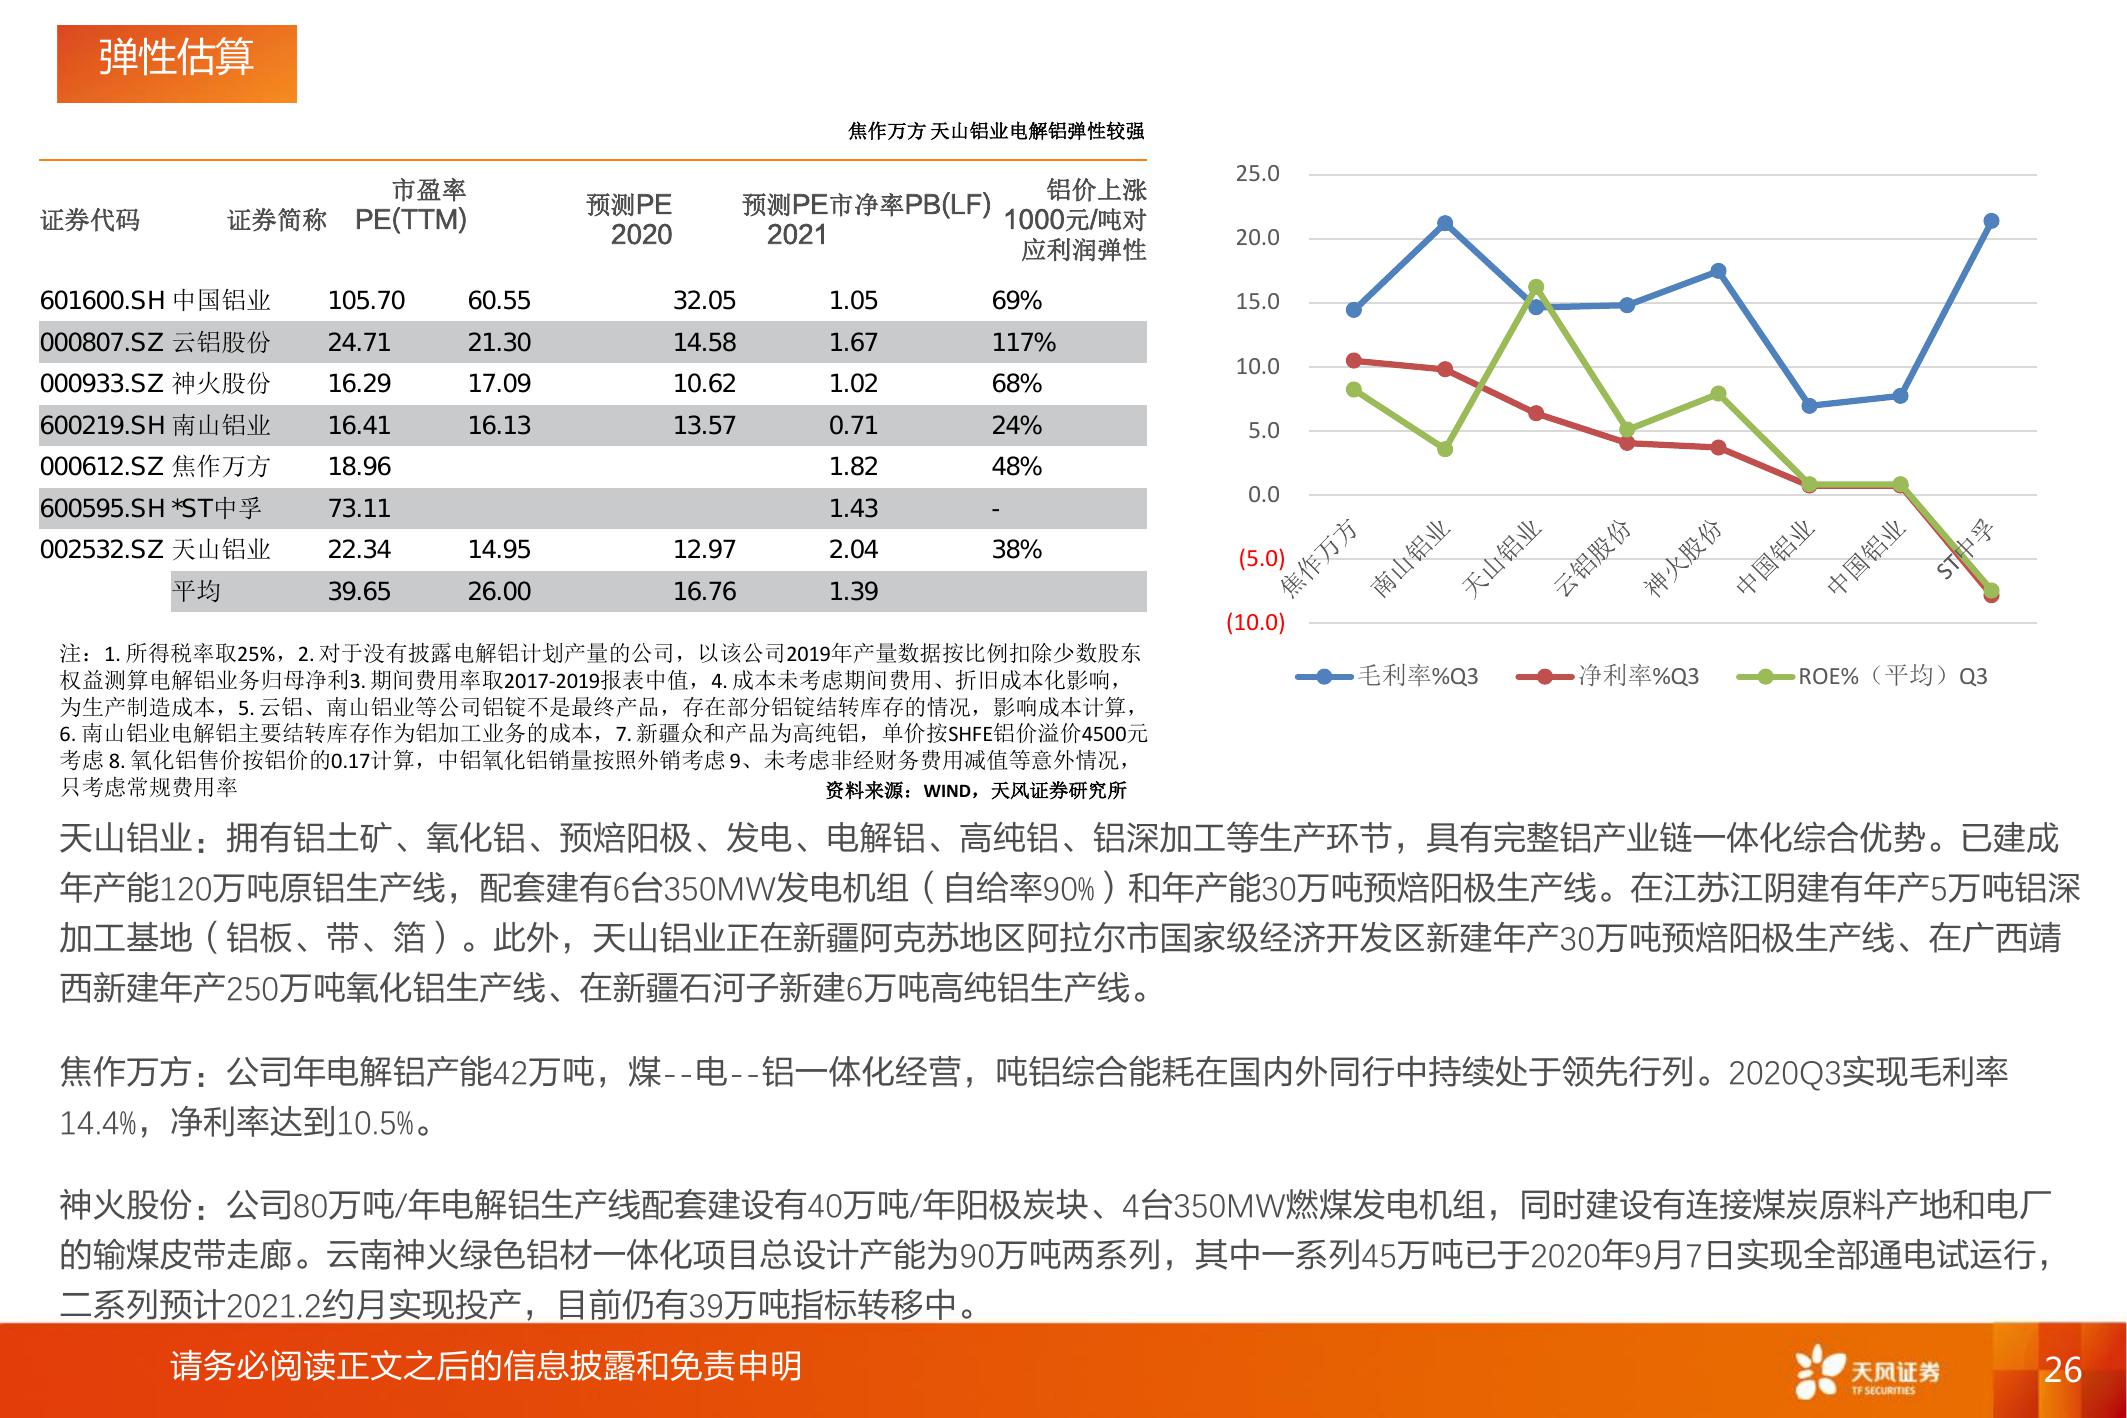 弹性估算
焦作万方 天山铝业电解铝弹性较强
证券代码 证券简称 市盈率PE(TTM) 预测PE 2020 预测PE 2021 市净率PB(LF) 铝价上涨1000元/吨对应利润弹性
601600.SH 中国铝业 105.70 60.55 32.05 1.05 69%
000807.SZ 云铝股份 24.71 21.30 14.58 1.67 117%
000933.SZ 神火股份 16.29 17.09 10.62 1.02 68%
600219.SH 南山铝业 16.41 16.13 13.57 0.71 24%
000612.SZ 焦作万方 18.96 1.82 48%
600595.SH *ST中孚 73.11 1.43 -
002532.SZ 天山铝业 22.34 14.95 12.97 2.04 38%
平均 39.65 26.00 16.76 1.39
注：1. 所得税率取25%，2. 对于没有披露电解铝计划产量的公司，以该公司2019年产量数据按比例扣除少数股东
权益测算电解铝业务归母净利3. 期间费用率取2017-2019报表中值，4. 成本未考虑期间费用、折旧成本化影响，
为生产制造成本，5. 云铝、南山铝业等公司铝锭不是最终产品，存在部分铝锭结转库存的情况，影响成本计算，
6. 南山铝业电解铝主要结转库存作为铝加工业务的成本，7. 新疆众和产品为高纯铝，单价按SHFE铝价溢价4500元
考虑 8. 氧化铝售价按铝价的0.17计算，中铝氧化铝销量按照外销考虑 9、未考虑非经财务费用减值等意外情况，
只考虑常规费用率
资料来源：WIND，天风证券研究所
25.0
20.0
15.0
10.0
5.0
0.0
(5.0)
(10.0)
焦作万方
南山铝业
天山铝业
云铝股份
神火股份
中国铝业
中国铝业
ST中孚
毛利率%Q3 净利率%Q3 ROE%（平均）Q3
天山铝业：拥有铝土矿、氧化铝、预焙阳极、发电、电解铝、高纯铝、铝深加工等生产环节，具有完整铝产业链一体化综合优势。已建成
年产能120万吨原铝生产线，配套建有6台350MW发电机组（自给率90%）和年产能30万吨预焙阳极生产线。在江苏江阴建有年产5万吨铝深
加工基地（铝板、带、箔）。此外，天山铝业正在新疆阿克苏地区阿拉尔市国家级经济开发区新建年产30万吨预焙阳极生产线、在广西靖
西新建年产250万吨氧化铝生产线、在新疆石河子新建6万吨高纯铝生产线。
焦作万方：公司年电解铝产能42万吨，煤--电--铝一体化经营，吨铝综合能耗在国内外同行中持续处于领先行列。2020Q3实现毛利率
14.4%，净利率达到10.5%。
神火股份：公司80万吨/年电解铝生产线配套建设有40万吨/年阳极炭块、4台350MW燃煤发电机组，同时建设有连接煤炭原料产地和电厂
的输煤皮带走廊。云南神火绿色铝材一体化项目总设计产能为90万吨两系列，其中一系列45万吨已于2020年9月7日实现全部通电试运行，
二系列预计2021.2约月实现投产，目前仍有39万吨指标转移中。
请务必阅读正文之后的信息披露和免责申明
天风证券
TF SECURITIES
26